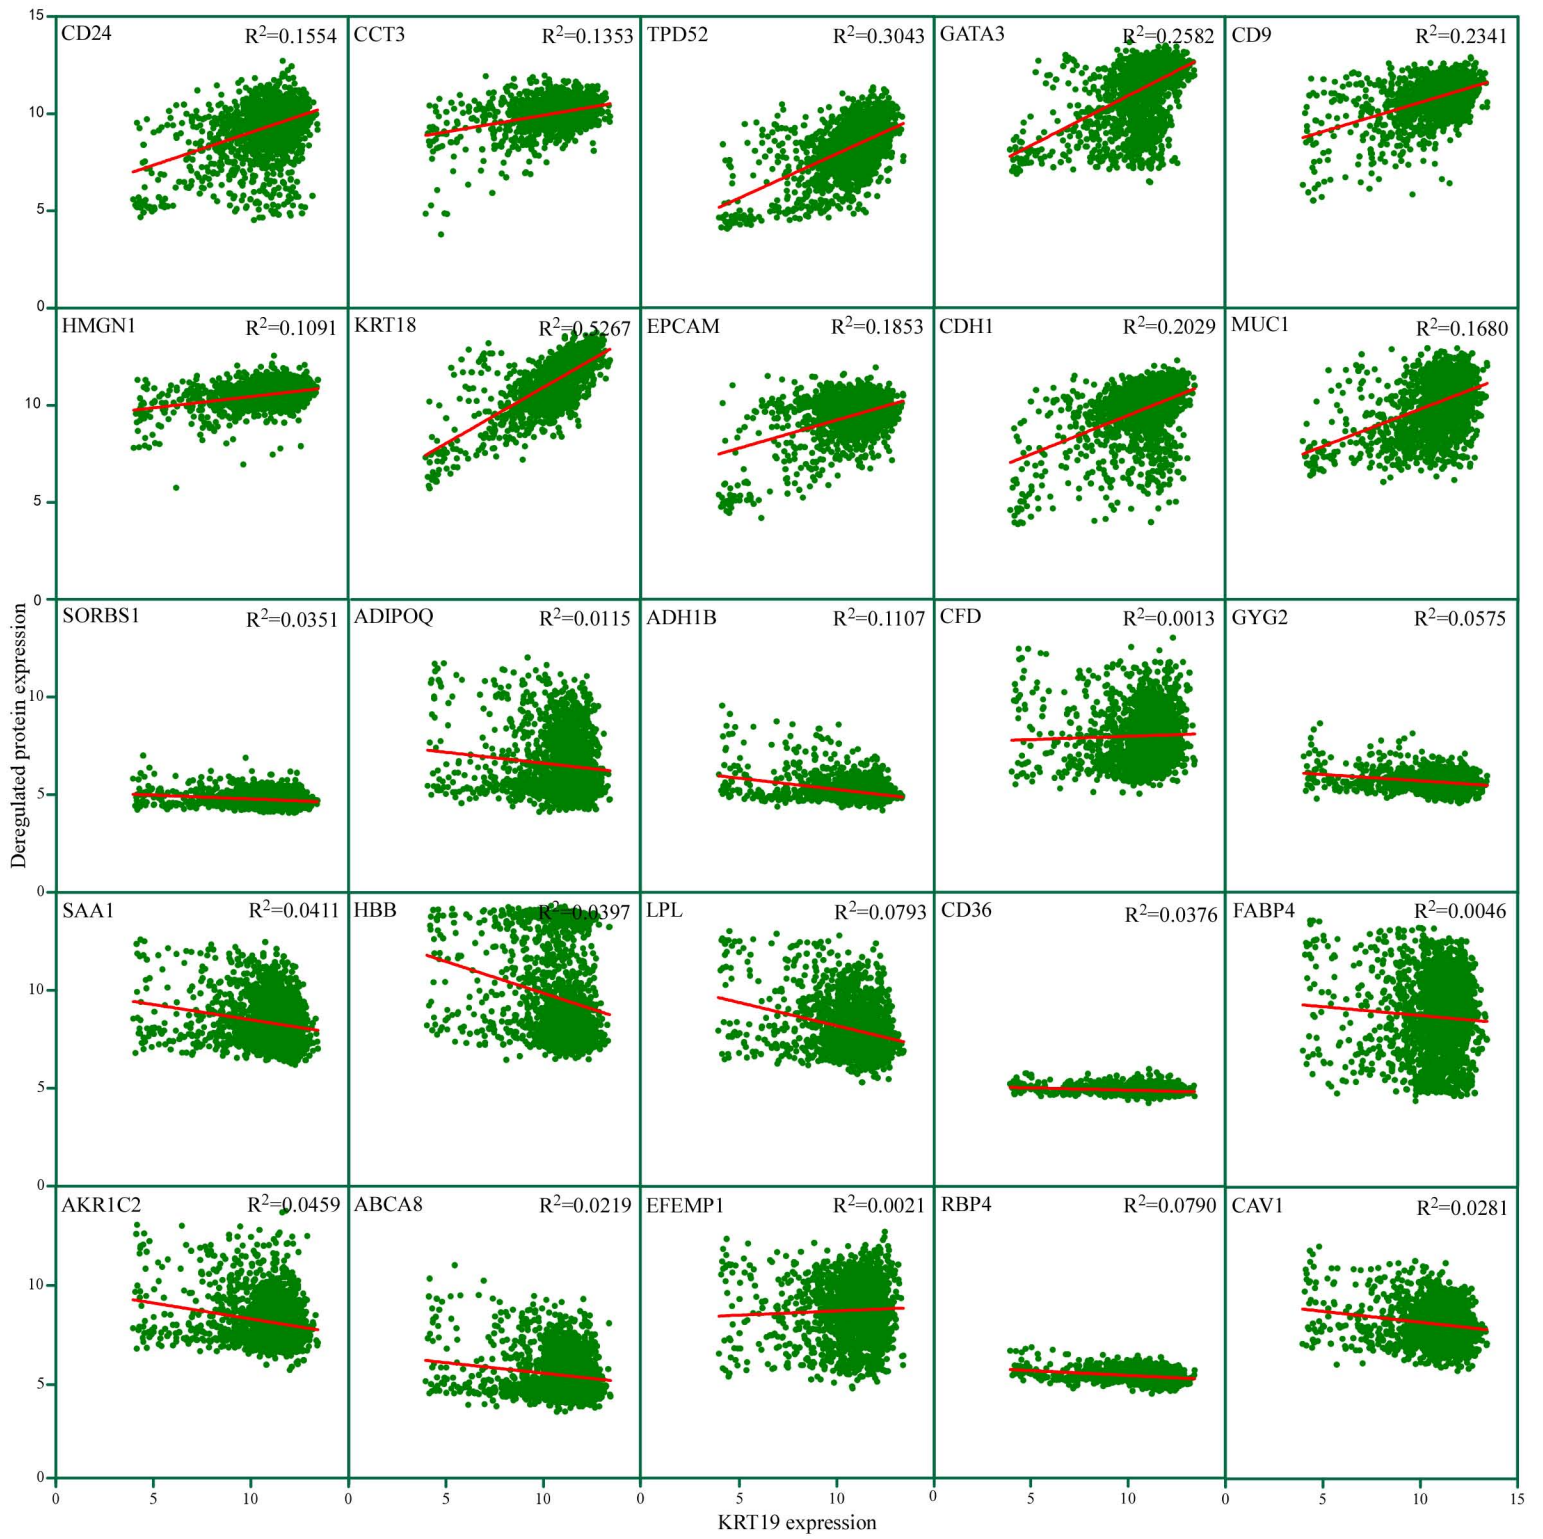 15
CD24 R²=0.1554 CCT3 R²=0.1353 TPD52 R²=0.3043 GATA3 R²=0.2582 CD9 R²=0.2341
10
5
0
HMGN1 R²=0.1091 KRT18 R²=0.5267 EPCAM R²=0.1853 CDH1 R²=0.2029 MUC1 R²=0.1680
10
5
0
SORBS1 R²=0.0351 ADIPOQ R²=0.0115 ADH1B R²=0.1107 CFD R²=0.0013 GYG2 R²=0.0575
10
5
0
Deregulated protein expression
SAA1 R²=0.0411 HBB R²=0.0397 LPL R²=0.0793 CD36 R²=0.0376 FABP4 R²=0.0046
10
5
0
AKR1C2 R²=0.0459 ABCA8 R²=0.0219 EFEMP1 R²=0.0021 RBP4 R²=0.0790 CAV1 R²=0.0281
10
5
0
0 5 10 0 5 10 0 5 10 0 5 10 0 5 10 15
KRT19 expression